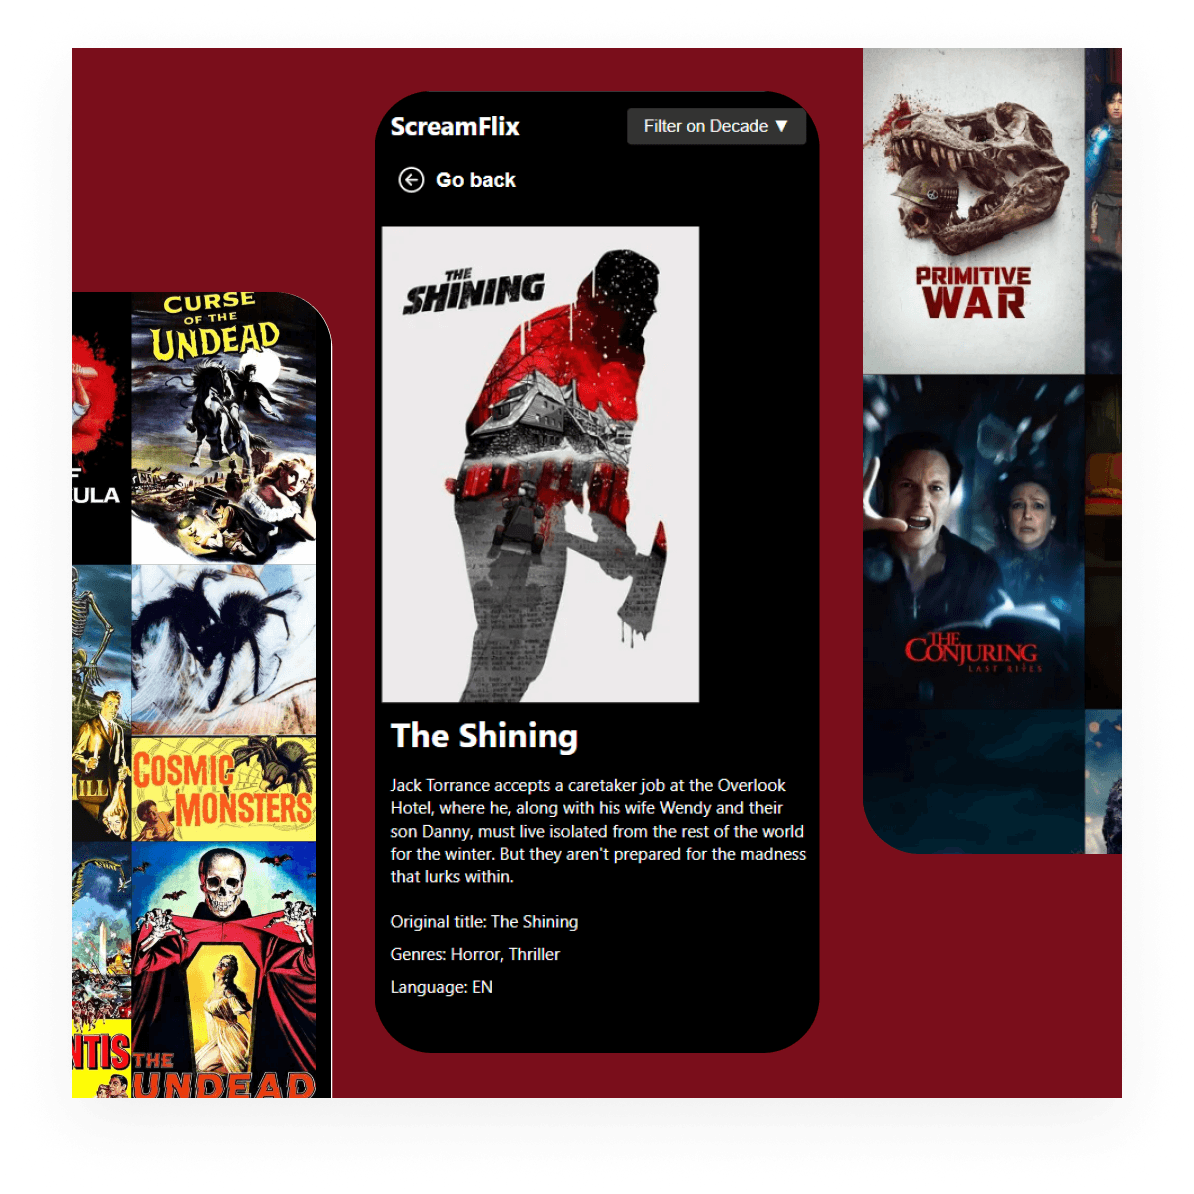 CURSE
OF THE
UNDEAD
F
ULA
HILL
COSMIC
MONSTERS
NTIS
THE
UNDEAD
ScreamFlix
Filter on Decade ▼
Go back
THE
SHINING
The Shining
Jack Torrance accepts a caretaker job at the Overlook
Hotel, where he, along with his wife Wendy and their
son Danny, must live isolated from the rest of the world
for the winter. But they aren't prepared for the madness
that lurks within.
Original title: The Shining
Genres: Horror, Thriller
Language: EN
PRIMITIVE
WAR
THE
CONJURING
LAST RITES